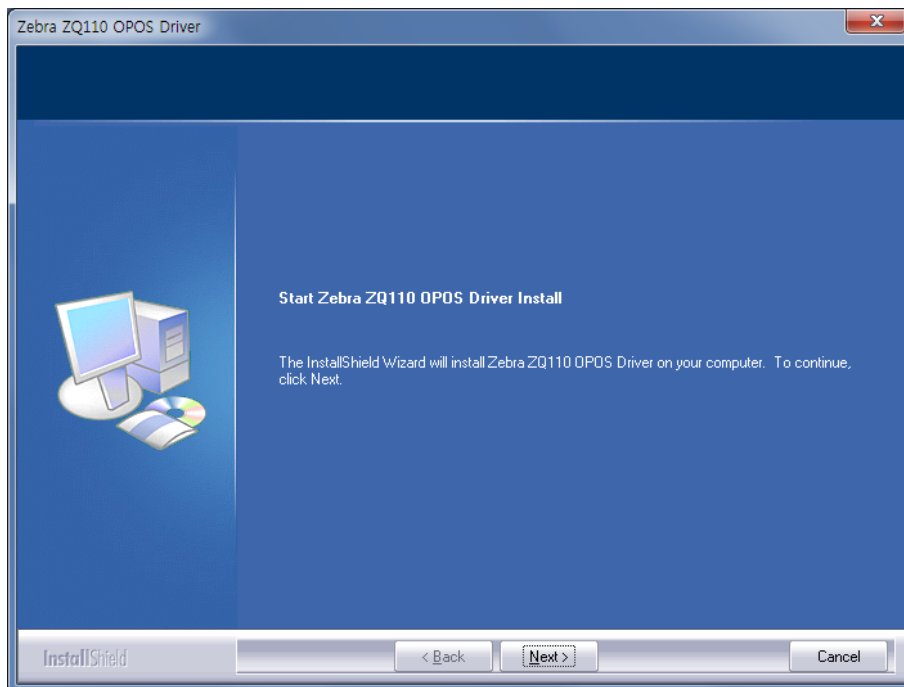 Zebra ZQ110 OPOS Driver
Start Zebra ZQ110 OPOS Driver Install
The InstallShield Wizard will install Zebra ZQ110 OPOS Driver on your computer.  To continue,
click Next.
InstallShield
< Back
Next >
Cancel